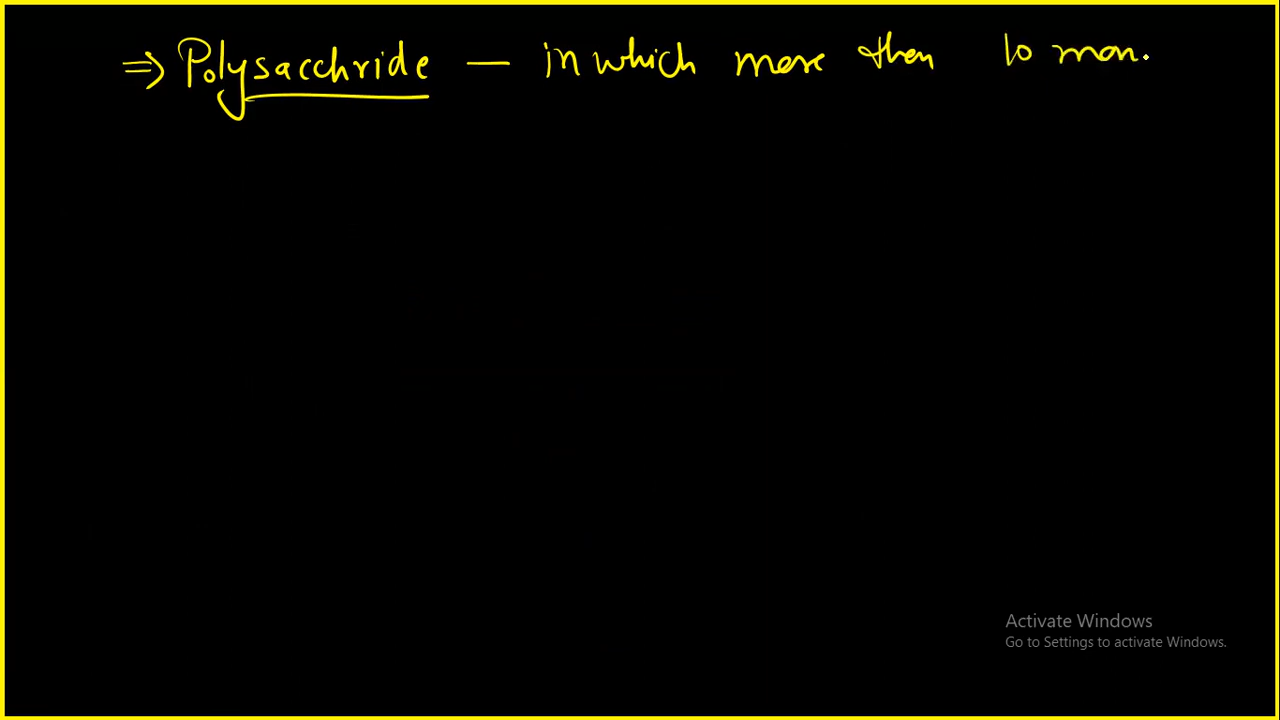 ⇒ Polysacchride — in which more then 10 mon.
Activate Windows
Go to Settings to activate Windows.